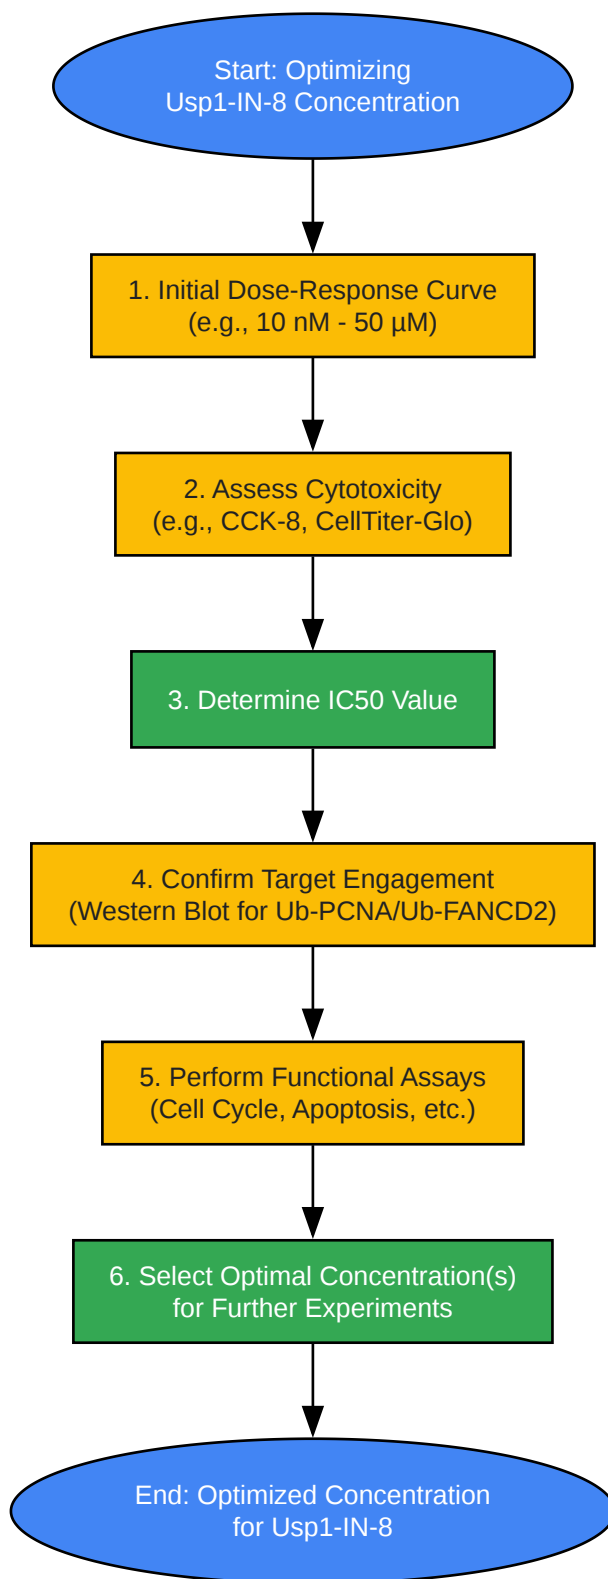 Start: Optimizing
Usp1-IN-8 Concentration
1. Initial Dose-Response Curve
(e.g., 10 nM - 50 µM)
2. Assess Cytotoxicity
(e.g., CCK-8, CellTiter-Glo)
3. Determine IC50 Value
4. Confirm Target Engagement
(Western Blot for Ub-PCNA/Ub-FANCD2)
5. Perform Functional Assays
(Cell Cycle, Apoptosis, etc.)
6. Select Optimal Concentration(s)
for Further Experiments
End: Optimized Concentration
for Usp1-IN-8